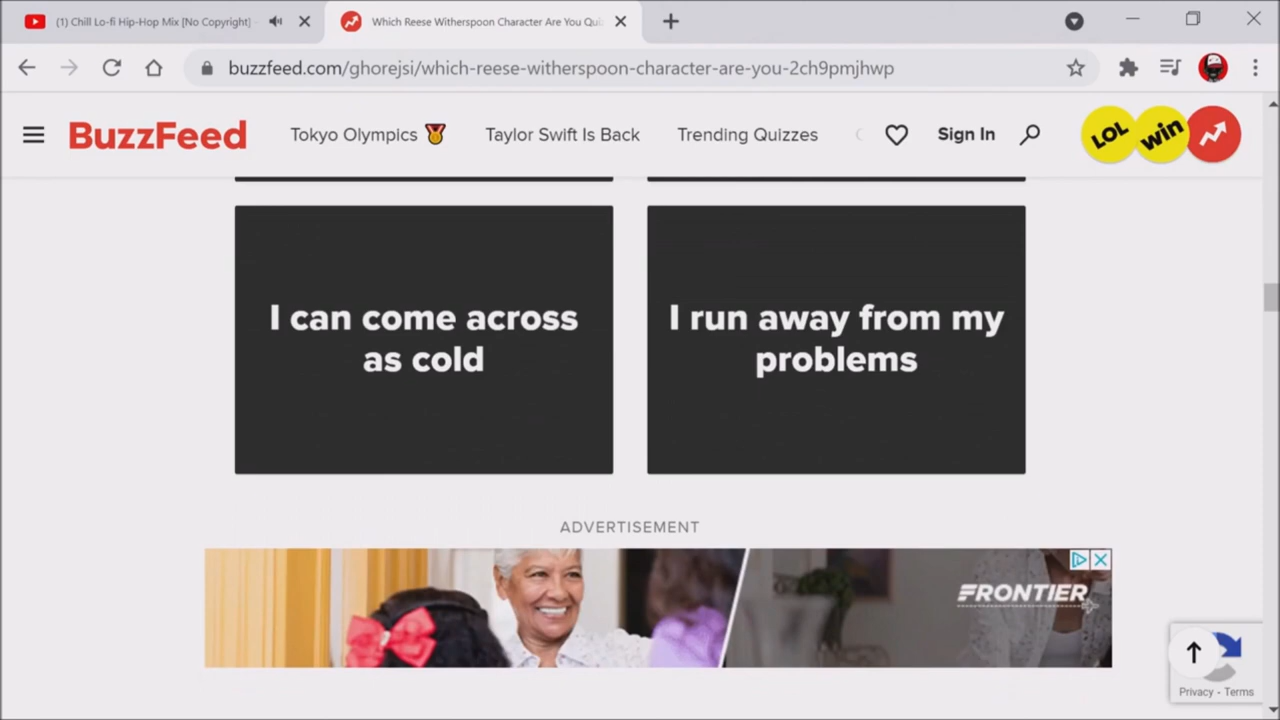 (1) Chill Lo-fi Hip-Hop Mix [No Copyright]
Which Reese Witherspoon Character Are You Qui
buzzfeed.com/ghorejsi/which-reese-witherspoon-character-are-you-2ch9pmjhwp
BuzzFeed
Tokyo Olympics
Taylor Swift Is Back
Trending Quizzes
Sign In
LOL
win
I can come across
as cold
I run away from my
problems
ADVERTISEMENT
FRONTIER
Privacy - Terms